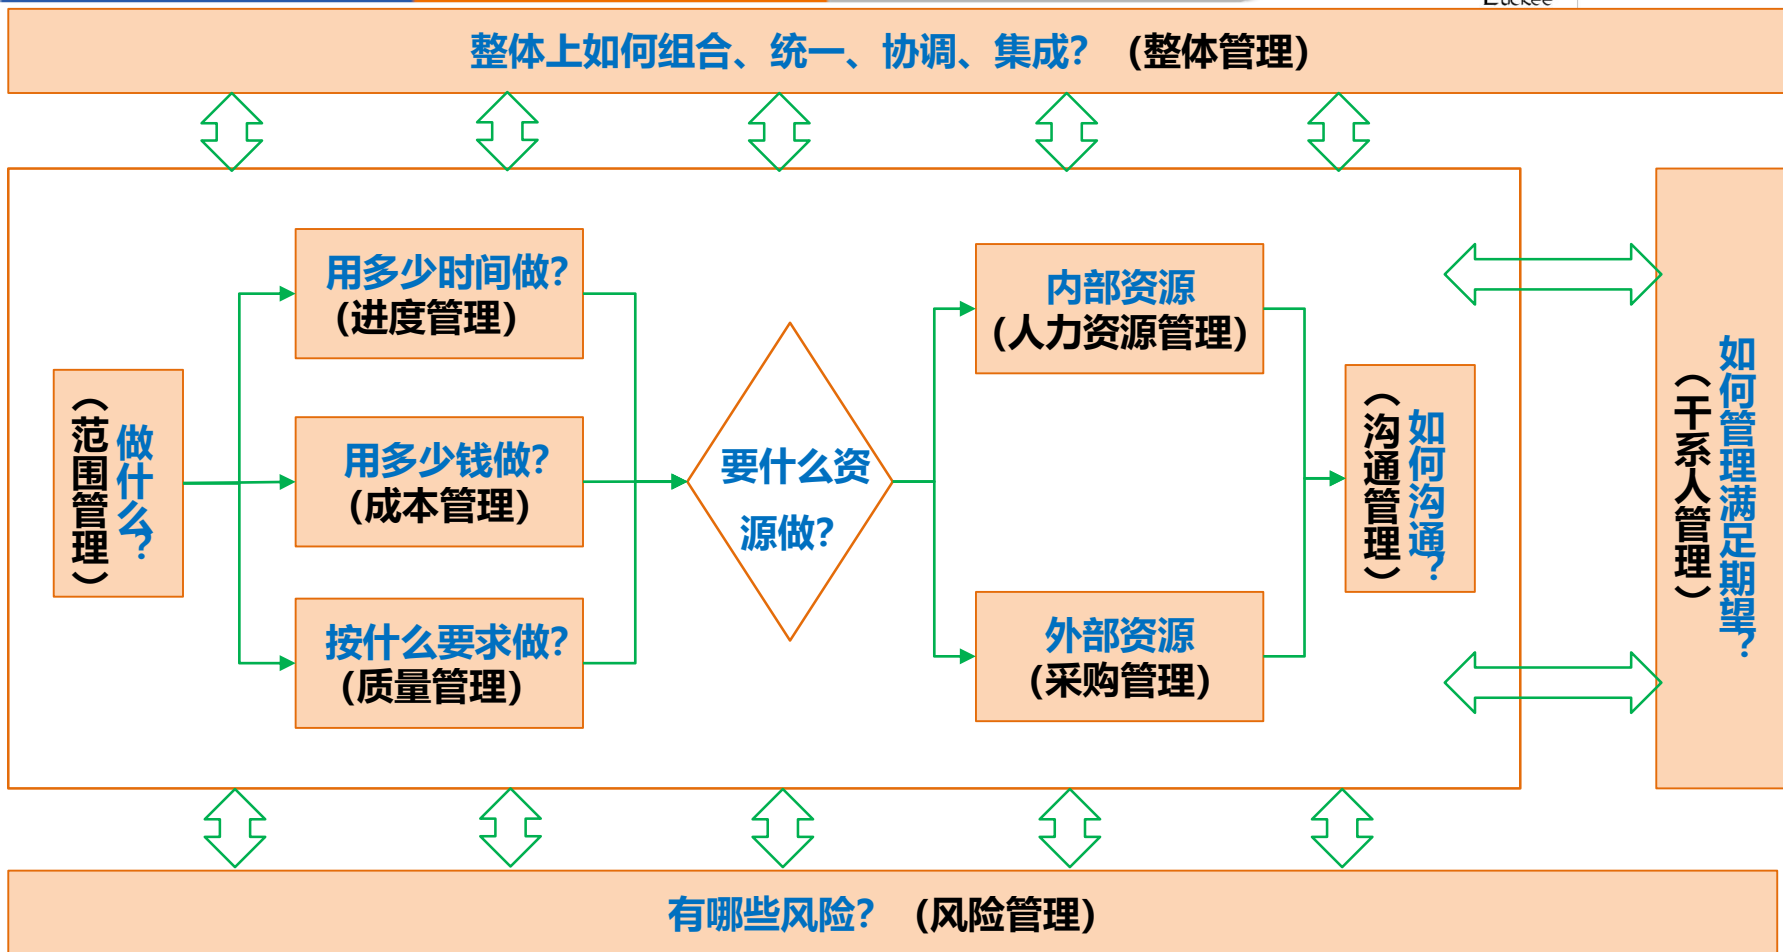 整体上如何组合、统一、协调、集成？（整体管理）
做什么？
（范围管理）
用多少时间做？
（进度管理）
用多少钱做？
（成本管理）
按什么要求做？
（质量管理）
要什么资
源做？
内部资源
（人力资源管理）
外部资源
（采购管理）
如何沟通？
（沟通管理）
如何管理满足期望？
（干系人管理）
有哪些风险？（风险管理）